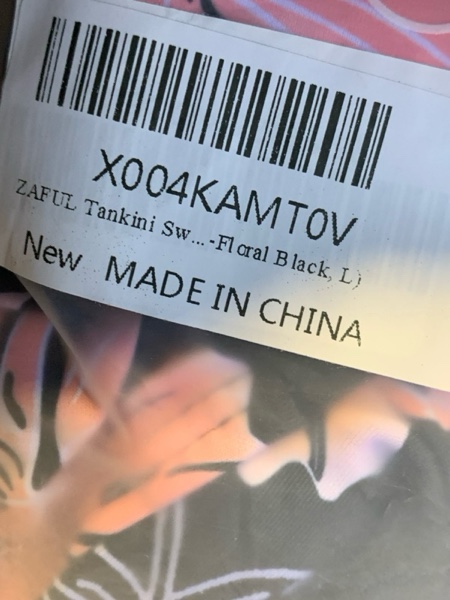 X004KAMT0V
ZAFUL Tankini Sw... -Floral Black, L)
New MADE IN CHINA